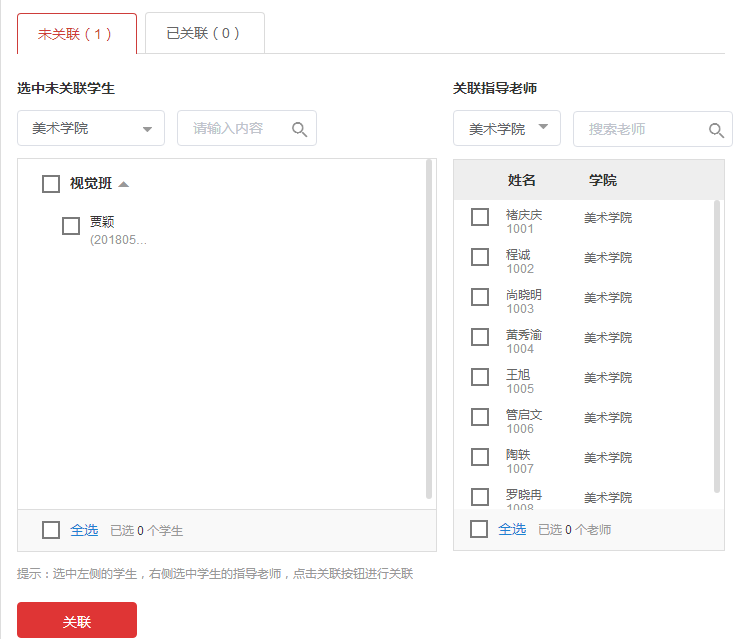 未关联（1） 已关联（0）
选中未关联学生 关联指导老师
美术学院 请输入内容 美术学院 搜索老师
视觉班
贾颖
(201805...
姓名 学院
褚庆庆 美术学院
1001
程诚 美术学院
1002
尚晓明 美术学院
1003
黄秀渝 美术学院
1004
王旭 美术学院
1005
管启文 美术学院
1006
陶轶 美术学院
1007
罗晓冉 美术学院
1008
全选 已选 0 个学生 全选 已选 0 个老师
提示：选中左侧的学生，右侧选中学生的指导老师，点击关联按钮进行关联
关联